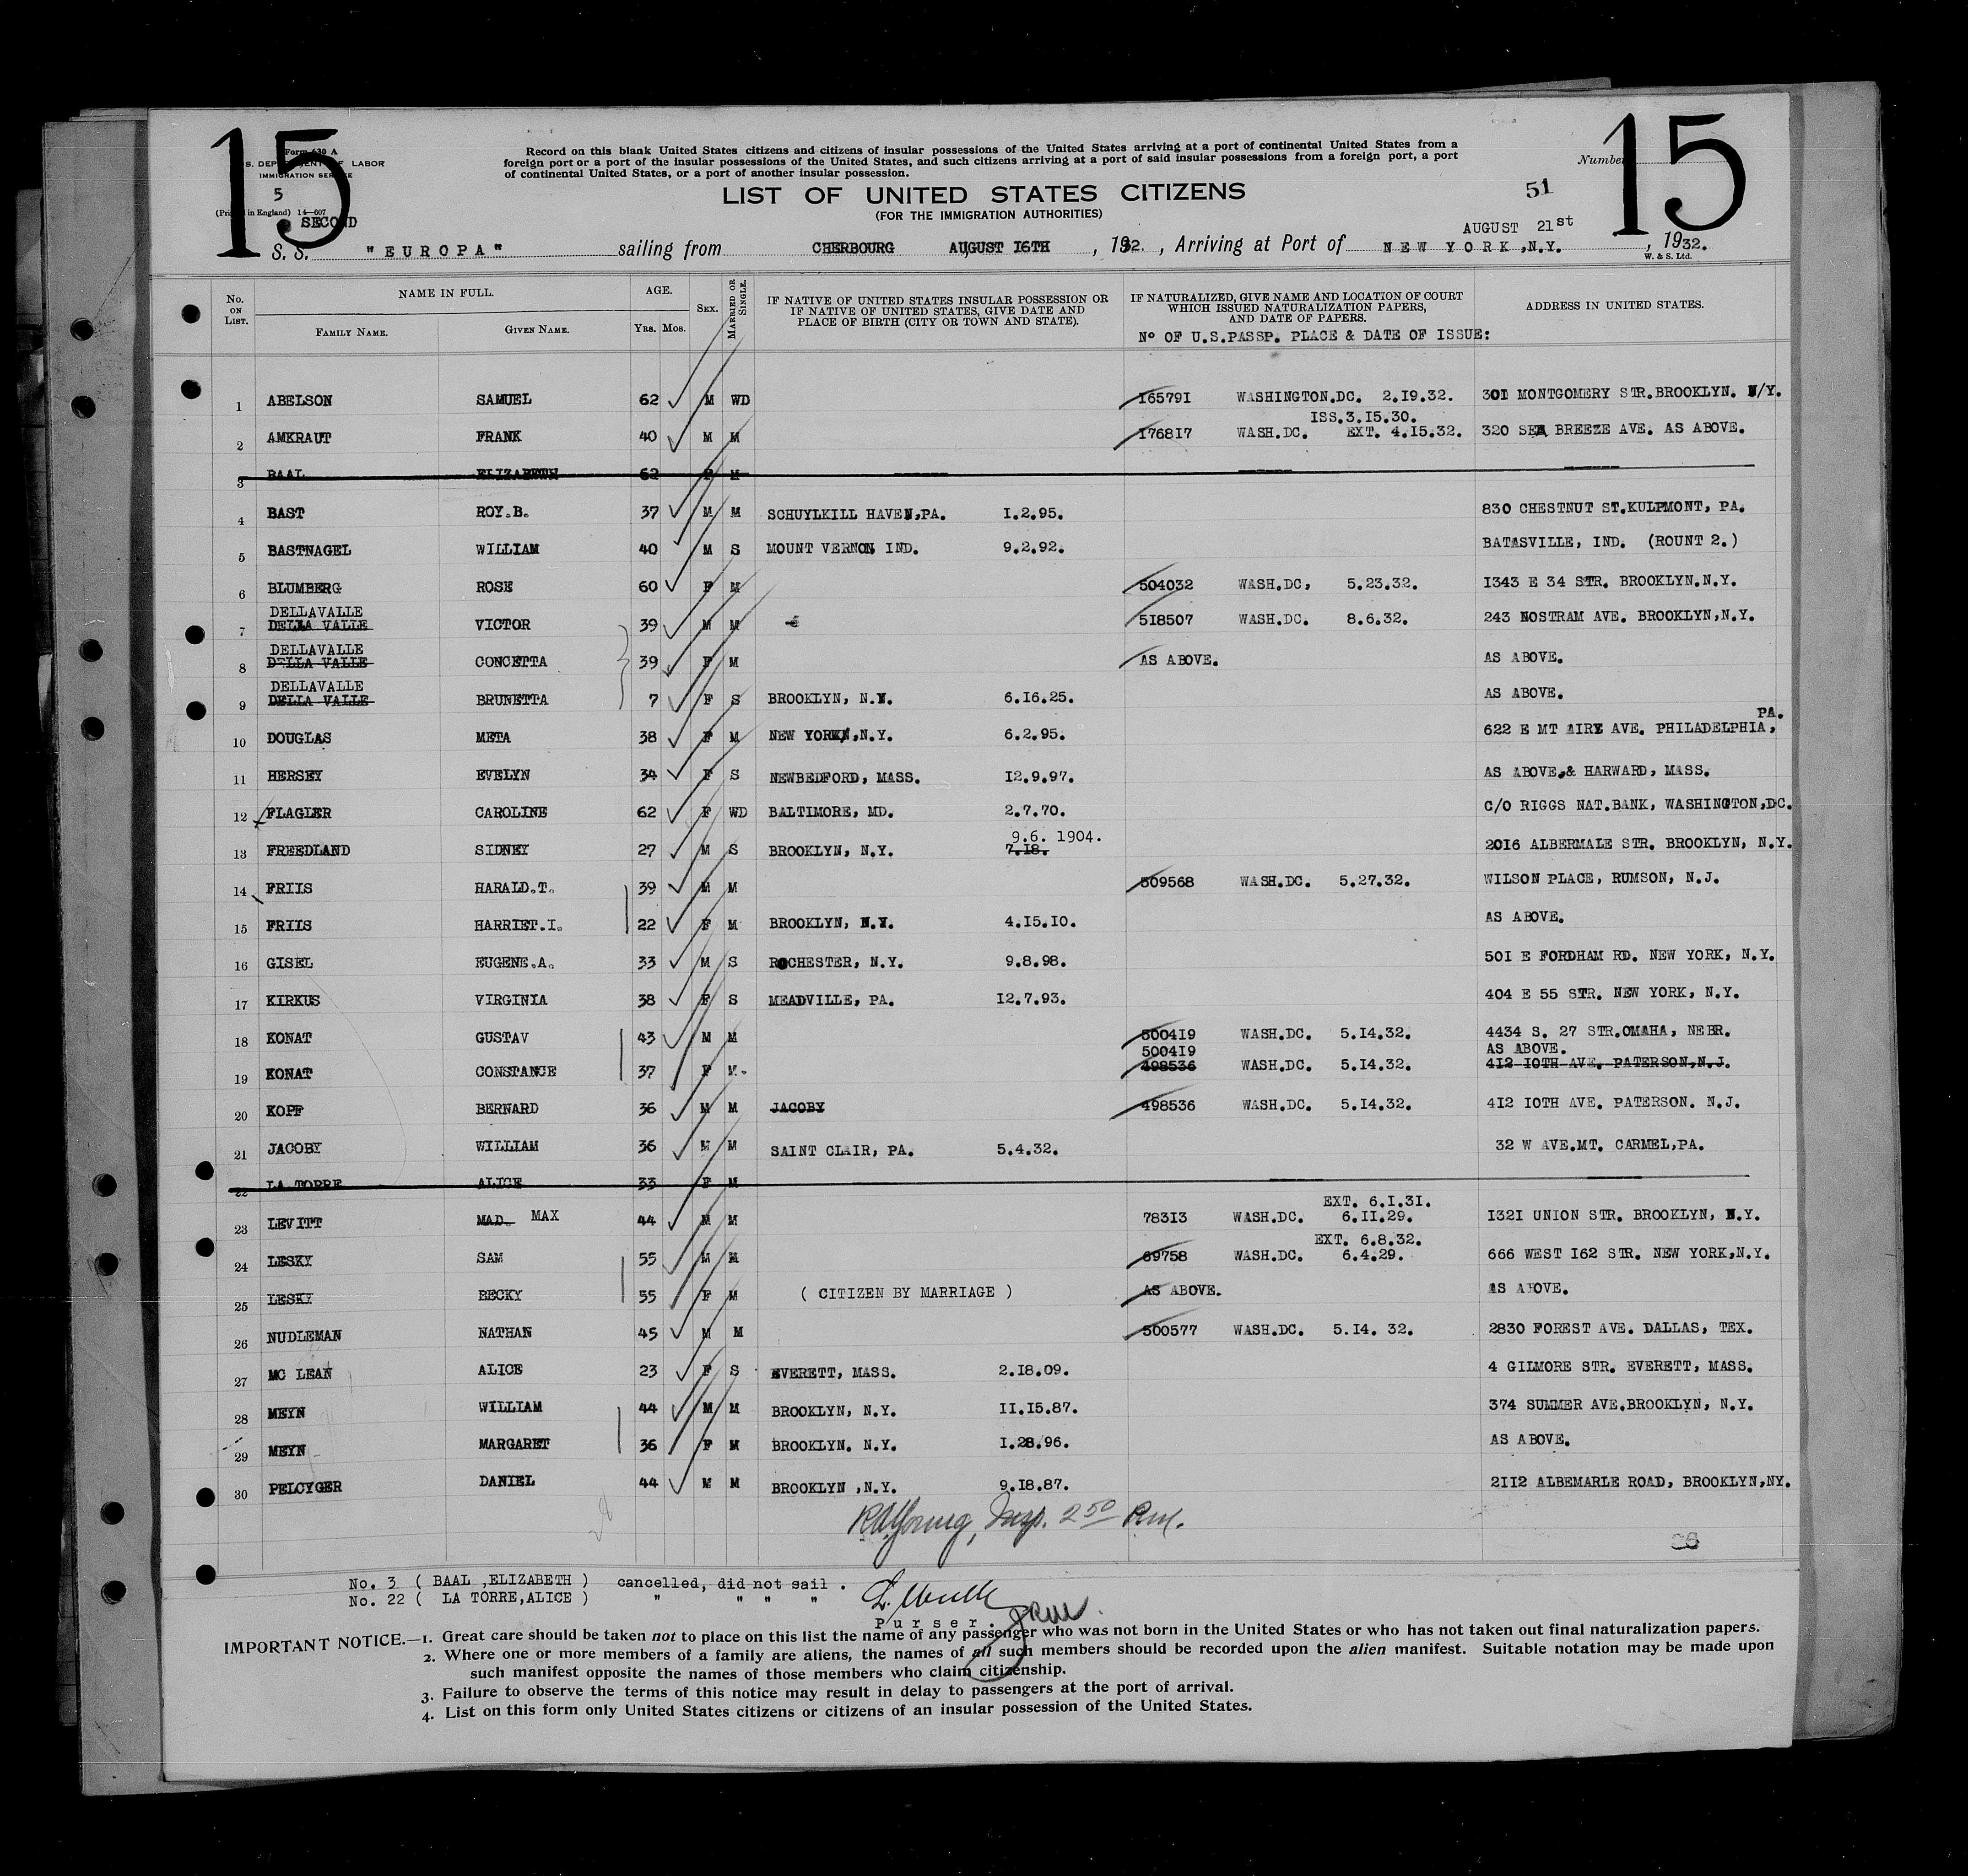 15
15
Form 630 A
U.S. DEPARTMENT OF LABOR
IMMIGRATION SERVICE
5
(Printed in England) 14—607
SECOND
Record on this blank United States citizens and citizens of insular possessions of the United States arriving at a port of continental United States from a
foreign port or a port of the insular possessions of the United States, and such citizens arriving at a port of said insular possessions from a foreign port, a port
of continental United States, or a port of another insular possession.
Number
51
LIST OF UNITED STATES CITIZENS
(FOR THE IMMIGRATION AUTHORITIES)
AUGUST 21st
S. S. "EUROPA" sailing from CHERBOURG AUGUST 16TH , 1932. , Arriving at Port of NEW YORK,N.Y. , 1932.
W. & S. Ltd.
No. ON LIST. NAME IN FULL. FAMILY NAME. GIVEN NAME. AGE. Yrs. Mos. SEX. MARRIED OR SINGLE. IF NATIVE OF UNITED STATES INSULAR POSSESSION OR IF NATIVE OF UNITED STATES, GIVE DATE AND PLACE OF BIRTH (CITY OR TOWN AND STATE). IF NATURALIZED, GIVE NAME AND LOCATION OF COURT WHICH ISSUED NATURALIZATION PAPERS, AND DATE OF PAPERS. ADDRESS IN UNITED STATES.
Nº OF U.S.PASSP. PLACE & DATE OF ISSUE:
1 ABELSON SAMUEL 62 M WD 165791 WASHINGTON.DC. 2.19.32. 301 MONTGOMERY STR.BROOKLYN. N/Y.
ISS.3.15.30.
2 AMKRAUT FRANK 40 M M 176817 WASH.DC. EXT. 4.15.32. 320 SEA BREEZE AVE. AS ABOVE.
3 BAAL ELIZABETH 62 F M
4 BAST ROY.B. 37 M M SCHUYLKILL HAVEN,PA. 1.2.95. 830 CHESTNUT ST.KULPMONT, PA.
5 BASTNAGEL WILLIAM 40 M S MOUNT VERNON IND. 9.2.92. BATASVILLE, IND. (ROUNT 2.)
6 BLUMBERG ROSE 60 F M 504032 WASH.DC, 5.23.32. 1343 E 34 STR. BROOKLYN.N.Y.
DELLAVALLE
7 DELLA VALLE VICTOR 39 M M 518507 WASH.DC. 8.6.32. 243 NOSTRAM AVE. BROOKLYN,N.Y.
DELLAVALLE
8 DELLA VALLE CONCETTA 39 F M AS ABOVE. AS ABOVE.
DELLAVALLE
9 DELLA VALLE BRUNETTA 7 F S BROOKLYN, N.Y. 6.16.25. AS ABOVE.
PA.
10 DOUGLAS META 38 F M NEW YORK,N.Y. 6.2.95. 622 E MT AIRY AVE. PHILADELPHIA,
11 HERSEY EVELYN 34 F S NEWBEDFORD, MASS. 12.9.97. AS ABOVE,& HARWARD, MASS.
12 FLAGLER CAROLINE 62 F WD BALTIMORE, MD. 2.7.70. C/O RIGGS NAT.BANK, WASHINGTON,DC.
9.6. 1904.
13 FREEDLAND SIDNEY 27 M S BROOKLYN, N.Y. 7.18. 2016 ALBERMALE STR. BROOKLYN, N.Y.
14 FRIIS HARALD.T. 39 M M 509568 WASH.DC. 5.27.32. WILSON PLACE, RUMSON, N.J.
15 FRIIS HARRIET.I. 22 F M BROOKLYN, N.Y. 4.15.10. AS ABOVE.
16 GISEL EUGENE.A. 33 M S ROCHESTER, N.Y. 9.8.98. 501 E FORDHAM RD. NEW YORK, N.Y.
17 KIRKUS VIRGINIA 38 F S MEADVILLE, PA. 12.7.93. 404 E 55 STR. NEW YORK, N.Y.
18 KONAT GUSTAV 43 M M 500419 WASH.DC. 5.14.32. 4434 S. 27 STR.OMAHA, NEBR.
500419 AS ABOVE.
19 KONAT CONSTANCE 37 F M. 498536 WASH.DC. 5.14.32. 412 10TH AVE. PATERSON,N.J.
20 KOPF BERNARD 36 M M JACOBY 498536 WASH.DC. 5.14.32. 412 10TH AVE. PATERSON. N.J.
21 JACOBY WILLIAM 36 M M SAINT CLAIR, PA. 5.4.32. 32 W AVE.MT. CARMEL,PA.
22 LA TORRE ALICE 33 F M
EXT. 6.1.31.
23 LEVITT MAD. MAX 44 M M 78313 WASH.DC. 6.11.29. 1321 UNION STR. BROOKLYN, N.Y.
EXT. 6.8.32.
24 LESKY SAM 55 M M 69758 WASH.DC. 6.4.29. 666 WEST 162 STR. NEW YORK,N.Y.
25 LESKY BECKY 55 F M ( CITIZEN BY MARRIAGE ) AS ABOVE. AS ABOVE.
26 NUDLEMAN NATHAN 45 M M 500577 WASH.DC. 5.14. 32. 2830 FOREST AVE. DALLAS, TEX.
27 MC LEAN ALICE 23 F S EVERETT, MASS. 2.18.09. 4 GILMORE STR. EVERETT, MASS.
28 MEYN WILLIAM 44 M M BROOKLYN, N.Y. 11.15.87. 374 SUMMER AVE.BROOKLYN, N.Y.
29 MEYN MARGARET 36 F M BROOKLYN. N.Y. 1.28.96. AS ABOVE.
30 PELCYGER DANIEL 44 M M BROOKLYN ,N.Y. 9.18.87. 2112 ALBEMARLE ROAD, BROOKLYN,NY.
Young, Insp. 2 50 P.m.
No. 3 ( BAAL ,ELIZABETH ) cancelled, did not sail .
No. 22 ( LA TORRE,ALICE ) " " " "
Purser.
IMPORTANT NOTICE.—1. Great care should be taken not to place on this list the name of any passenger who was not born in the United States or who has not taken out final naturalization papers.
2. Where one or more members of a family are aliens, the names of all such members should be recorded upon the alien manifest. Suitable notation may be made upon
such manifest opposite the names of those members who claim citizenship.
3. Failure to observe the terms of this notice may result in delay to passengers at the port of arrival.
4. List on this form only United States citizens or citizens of an insular possession of the United States.